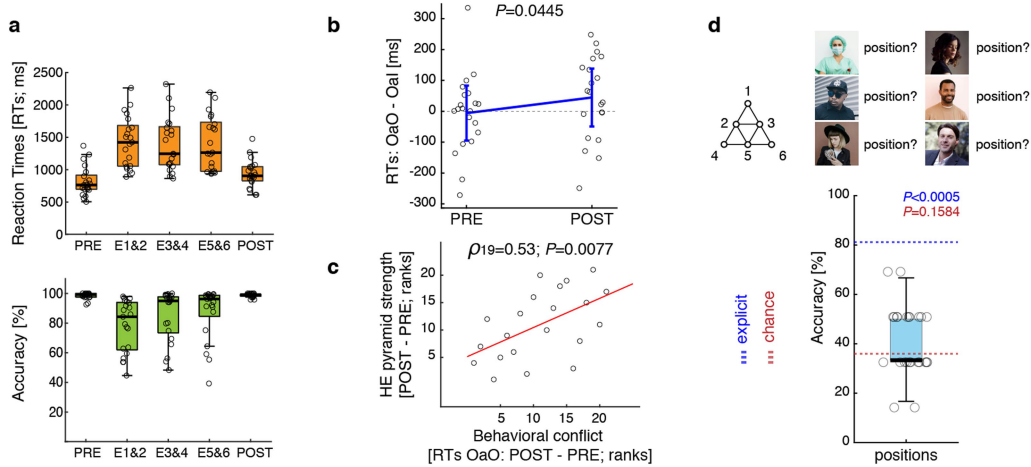 a
Reaction Times [RTs; ms]
2500
2000
1500
1000
500
0
PRE E1&2 E3&4 E5&6 POST
Accuracy [%]
100
80
60
40
20
PRE E1&2 E3&4 E5&6 POST
b
P=0.0445
RTs: OaO - OaI [ms]
300
200
100
0
-100
-200
-300
PRE POST
c
ρ19=0.53; P=0.0077
HE pyramid strength
[POST - PRE; ranks]
20
15
10
5
5 10 15 20
Behavioral conflict
[RTs OaO: POST - PRE; ranks]
d
position? position?
position? position?
position? position?
1
2 3
4 5 6
explicit
chance
P<0.0005
P=0.1584
Accuracy [%]
100
80
60
40
20
0
positions